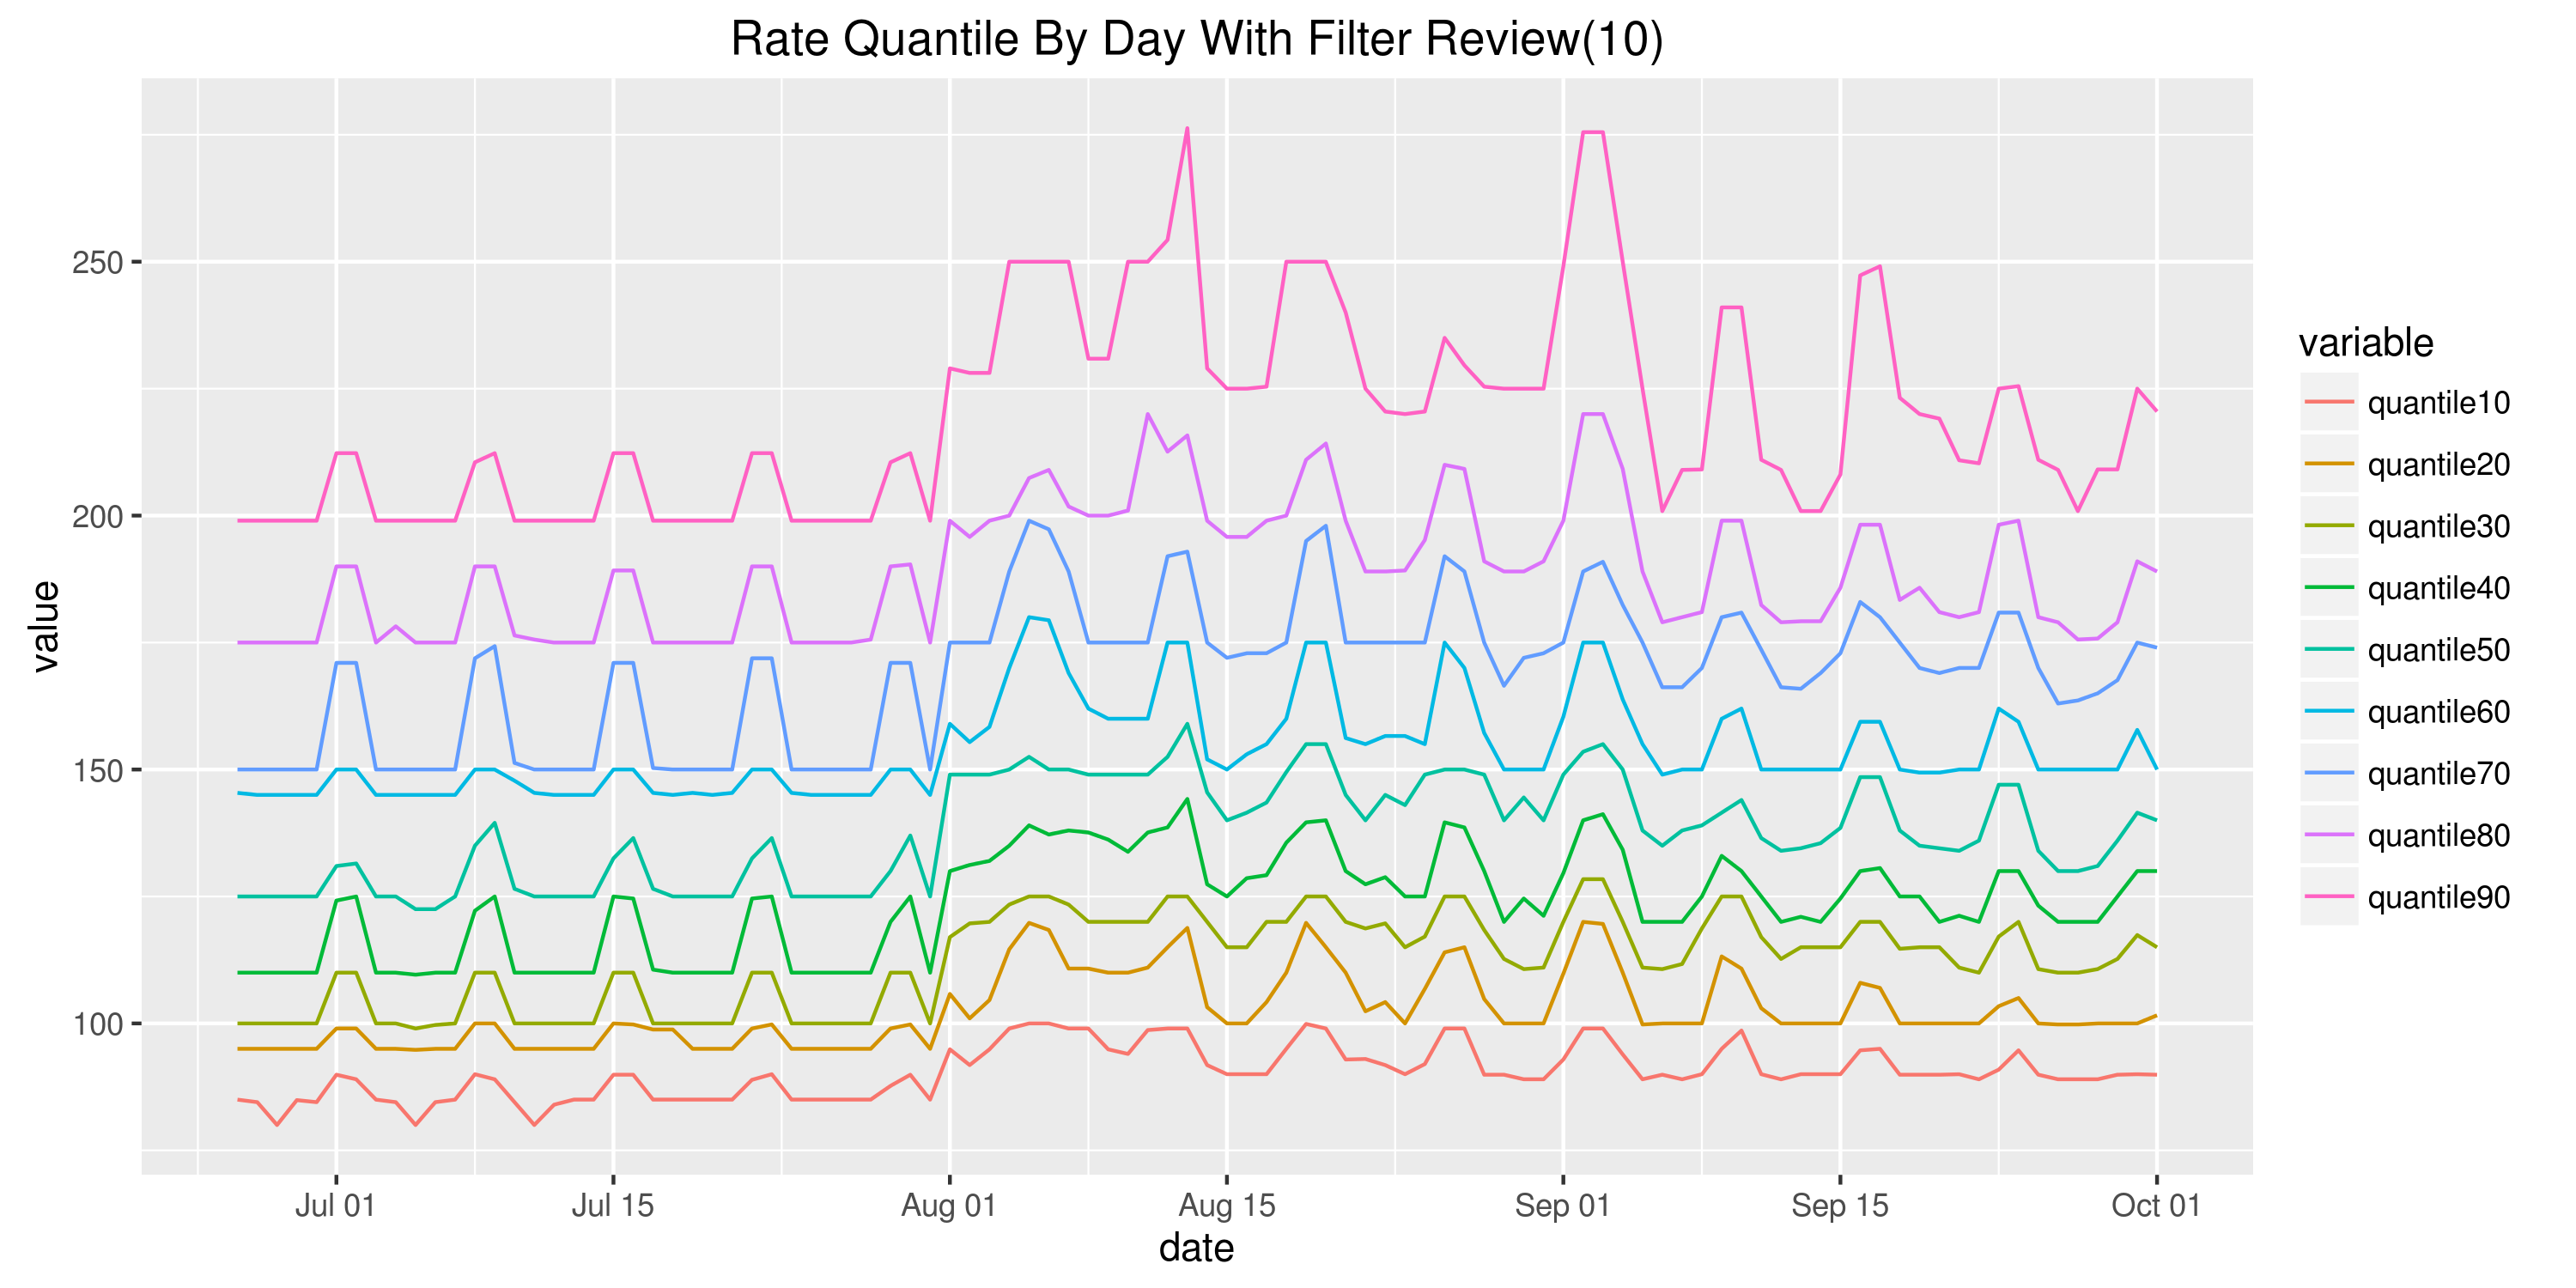 Rate Quantile By Day With Filter Review(10)
value
250
200
150
100
Jul 01
Jul 15
Aug 01
Aug 15
Sep 01
Sep 15
Oct 01
date
variable
quantile10
quantile20
quantile30
quantile40
quantile50
quantile60
quantile70
quantile80
quantile90